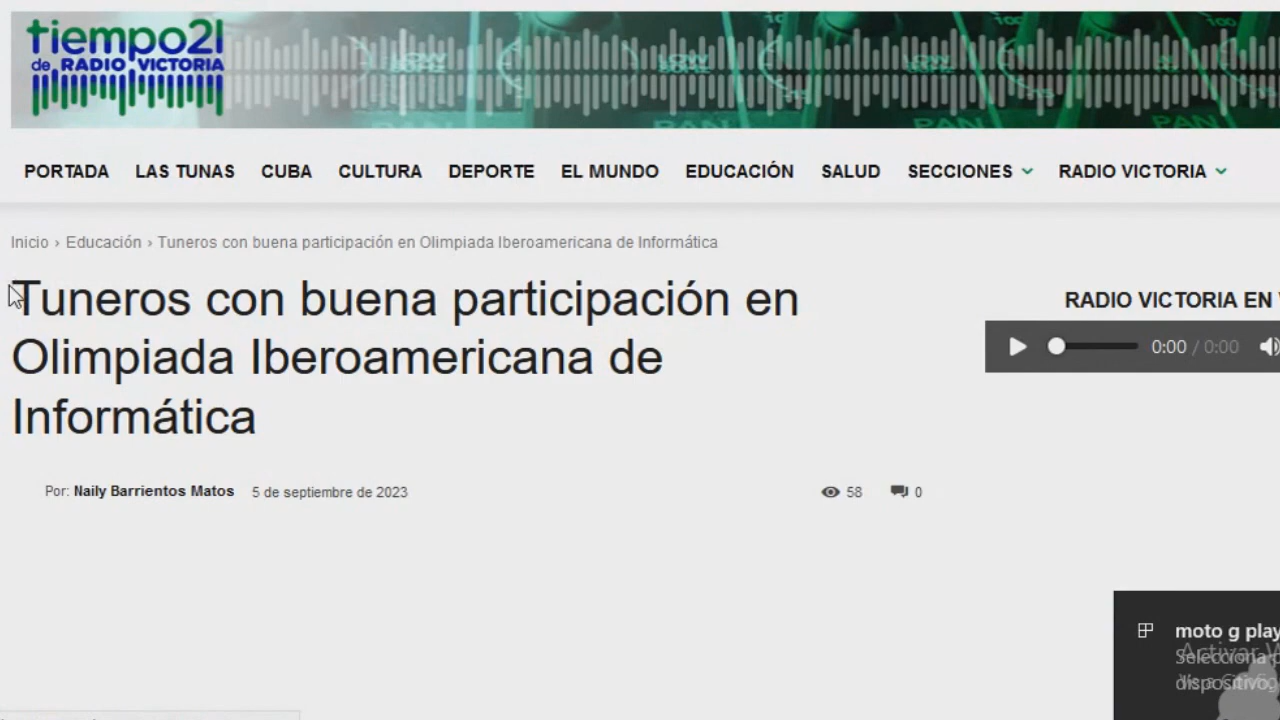 tiempo21
de RADIO VICTORIA
PORTADA LAS TUNAS CUBA CULTURA DEPORTE EL MUNDO EDUCACIÓN SALUD SECCIONES RADIO VICTORIA
Inicio › Educación › Tuneros con buena participación en Olimpiada Iberoamericana de Informática
Tuneros con buena participación en
Olimpiada Iberoamericana de
Informática
RADIO VICTORIA EN
0:00 / 0:00
Por: Naily Barrientos Matos 5 de septiembre de 2023 58 0
moto g play
Activar
Selecciona
dispositivo,